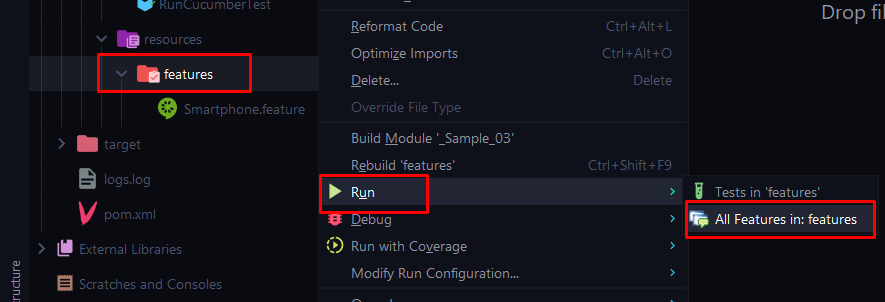 RunCucumberTest
resources
features
Smartphone.feature
target
logs.log
pom.xml
External Libraries
Scratches and Consoles
ructure
Reformat Code Ctrl+Alt+L
Optimize Imports Ctrl+Alt+O
Delete... Delete
Override File Type
Build Module '_Sample_03'
Rebuild 'features' Ctrl+Shift+F9
Run
Debug
Run with Coverage
Modify Run Configuration...
Tests in 'features'
All Features in: features
Drop fil